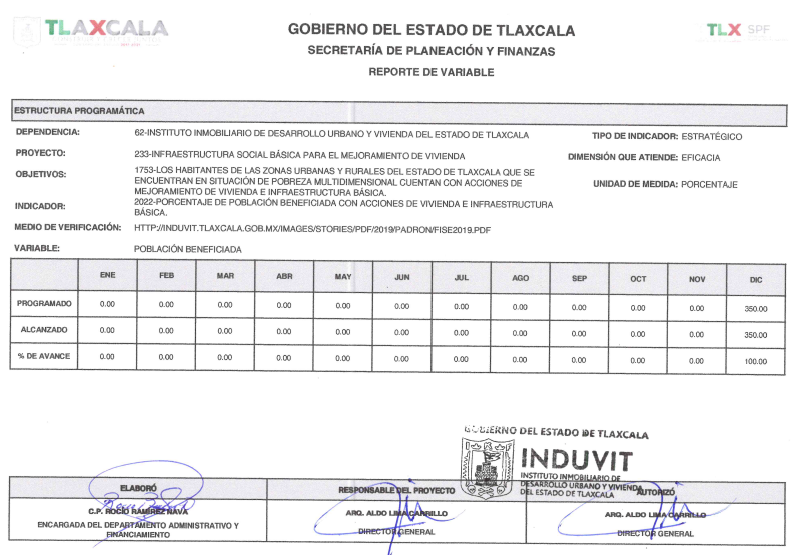 TLAXCALA
GOBIERNO DEL ESTADO DE TLAXCALA
TLX SPF
SECRETARÍA DE PLANEACIÓN Y FINANZAS
REPORTE DE VARIABLE
ESTRUCTURA PROGRAMÁTICA
DEPENDENCIA: 62-INSTITUTO INMOBILIARIO DE DESARROLLO URBANO Y VIVIENDA DEL ESTADO DE TLAXCALA TIPO DE INDICADOR: ESTRATÉGICO
PROYECTO: 233-INFRAESTRUCTURA SOCIAL BÁSICA PARA EL MEJORAMIENTO DE VIVIENDA DIMENSIÓN QUE ATIENDE: EFICACIA
OBJETIVOS: 1753-LOS HABITANTES DE LAS ZONAS URBANAS Y RURALES DEL ESTADO DE TLAXCALA QUE SE
ENCUENTRAN EN SITUACIÓN DE POBREZA MULTIDIMENSIONAL CUENTAN CON ACCIONES DE UNIDAD DE MEDIDA: PORCENTAJE
MEJORAMIENTO DE VIVIENDA E INFRAESTRUCTURA BÁSICA.
INDICADOR: 2022-PORCENTAJE DE POBLACIÓN BENEFICIADA CON ACCIONES DE VIVIENDA E INFRAESTRUCTURA
BÁSICA.
MEDIO DE VERIFICACIÓN: HTTP://INDUVIT.TLAXCALA.GOB.MX/IMAGES/STORIES/PDF/2019/PADRON/FISE2019.PDF
VARIABLE: POBLACIÓN BENEFICIADA
ENE FEB MAR ABR MAY JUN JUL AGO SEP OCT NOV DIC
PROGRAMADO 0.00 0.00 0.00 0.00 0.00 0.00 0.00 0.00 0.00 0.00 0.00 350.00
ALCANZADO 0.00 0.00 0.00 0.00 0.00 0.00 0.00 0.00 0.00 0.00 0.00 350.00
% DE AVANCE 0.00 0.00 0.00 0.00 0.00 0.00 0.00 0.00 0.00 0.00 0.00 100.00
GOBIERNO DEL ESTADO DE TLAXCALA
INDUVIT
INSTITUTO INMOBILIARIO DE
DESARROLLO URBANO Y VIVIENDA
DEL ESTADO DE TLAXCALA
ELABORÓ RESPONSABLE DEL PROYECTO AUTORIZÓ
C.P. ROCIO RAMIREZ NAVA ARQ. ALDO LIMA CARRILLO ARQ. ALDO LIMA CARRILLO
ENCARGADA DEL DEPARTAMENTO ADMINISTRATIVO Y DIRECTOR GENERAL DIRECTOR GENERAL
FINANCIAMIENTO